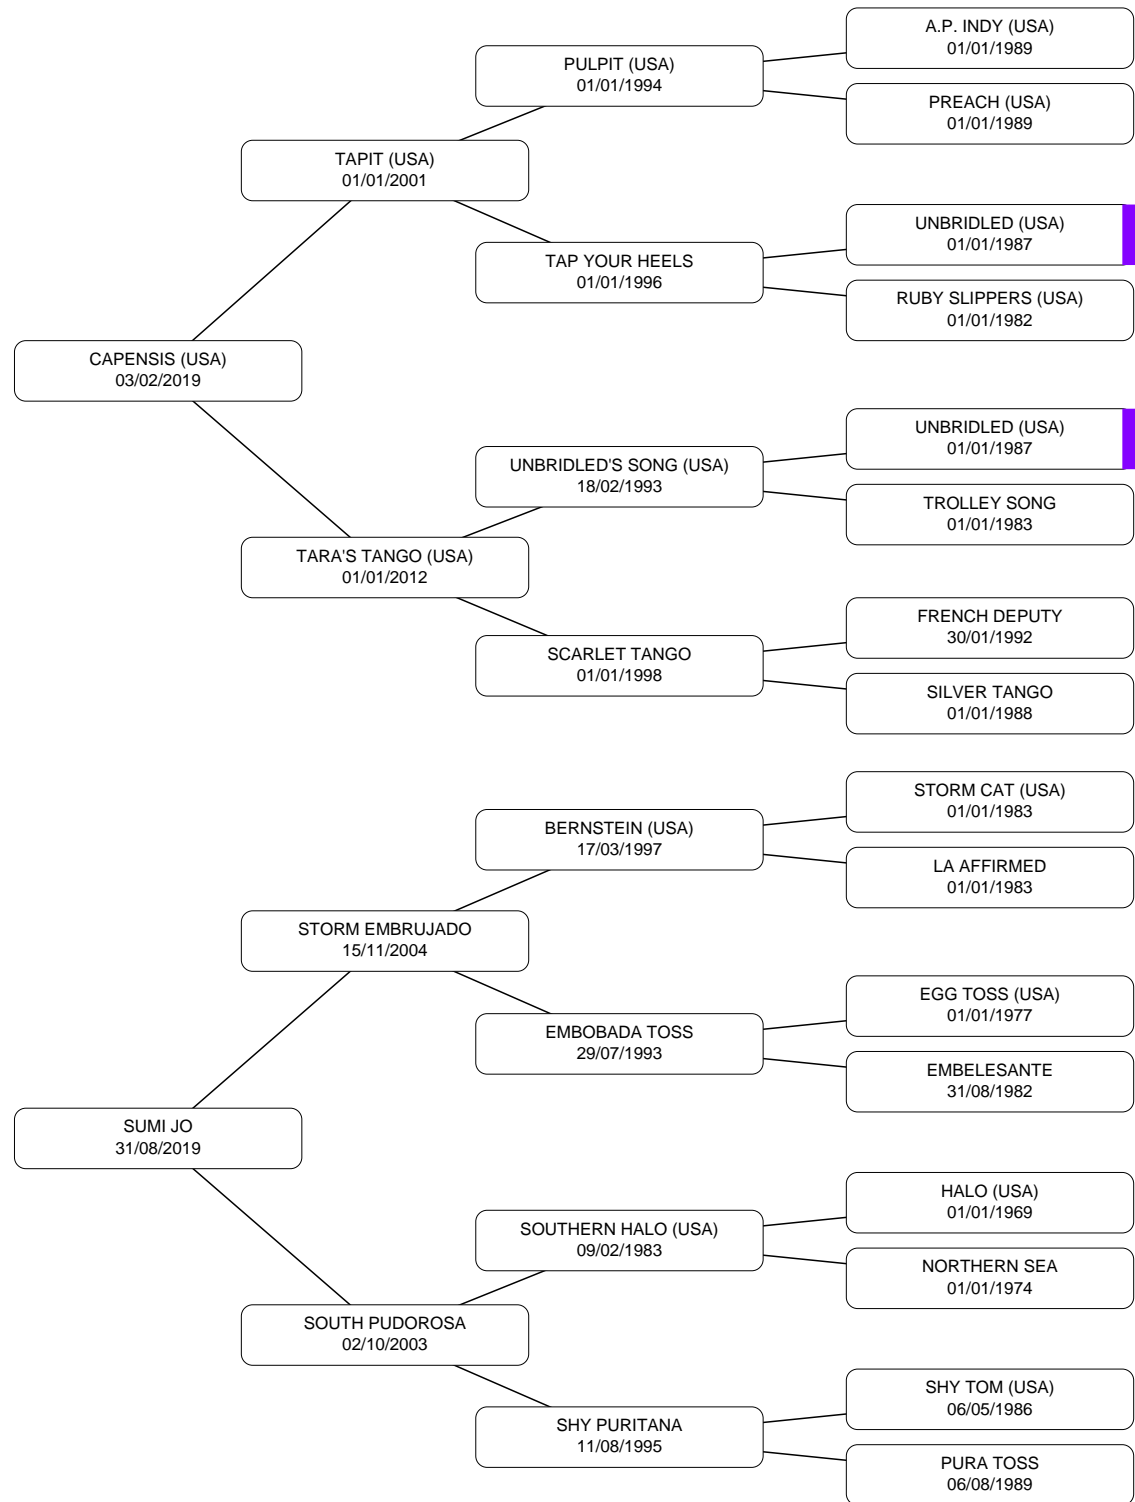 A.P. INDY (USA)
01/01/1989
PULPIT (USA)
01/01/1994
PREACH (USA)
01/01/1989
TAPIT (USA)
01/01/2001
UNBRIDLED (USA)
01/01/1987
TAP YOUR HEELS
01/01/1996
RUBY SLIPPERS (USA)
01/01/1982
CAPENSIS (USA)
03/02/2019
UNBRIDLED (USA)
01/01/1987
UNBRIDLED'S SONG (USA)
18/02/1993
TROLLEY SONG
01/01/1983
TARA'S TANGO (USA)
01/01/2012
FRENCH DEPUTY
30/01/1992
SCARLET TANGO
01/01/1998
SILVER TANGO
01/01/1988
STORM CAT (USA)
01/01/1983
BERNSTEIN (USA)
17/03/1997
LA AFFIRMED
01/01/1983
STORM EMBRUJADO
15/11/2004
EGG TOSS (USA)
01/01/1977
EMBOBADA TOSS
29/07/1993
EMBELESANTE
31/08/1982
SUMI JO
31/08/2019
HALO (USA)
01/01/1969
SOUTHERN HALO (USA)
09/02/1983
NORTHERN SEA
01/01/1974
SOUTH PUDOROSA
02/10/2003
SHY TOM (USA)
06/05/1986
SHY PURITANA
11/08/1995
PURA TOSS
06/08/1989